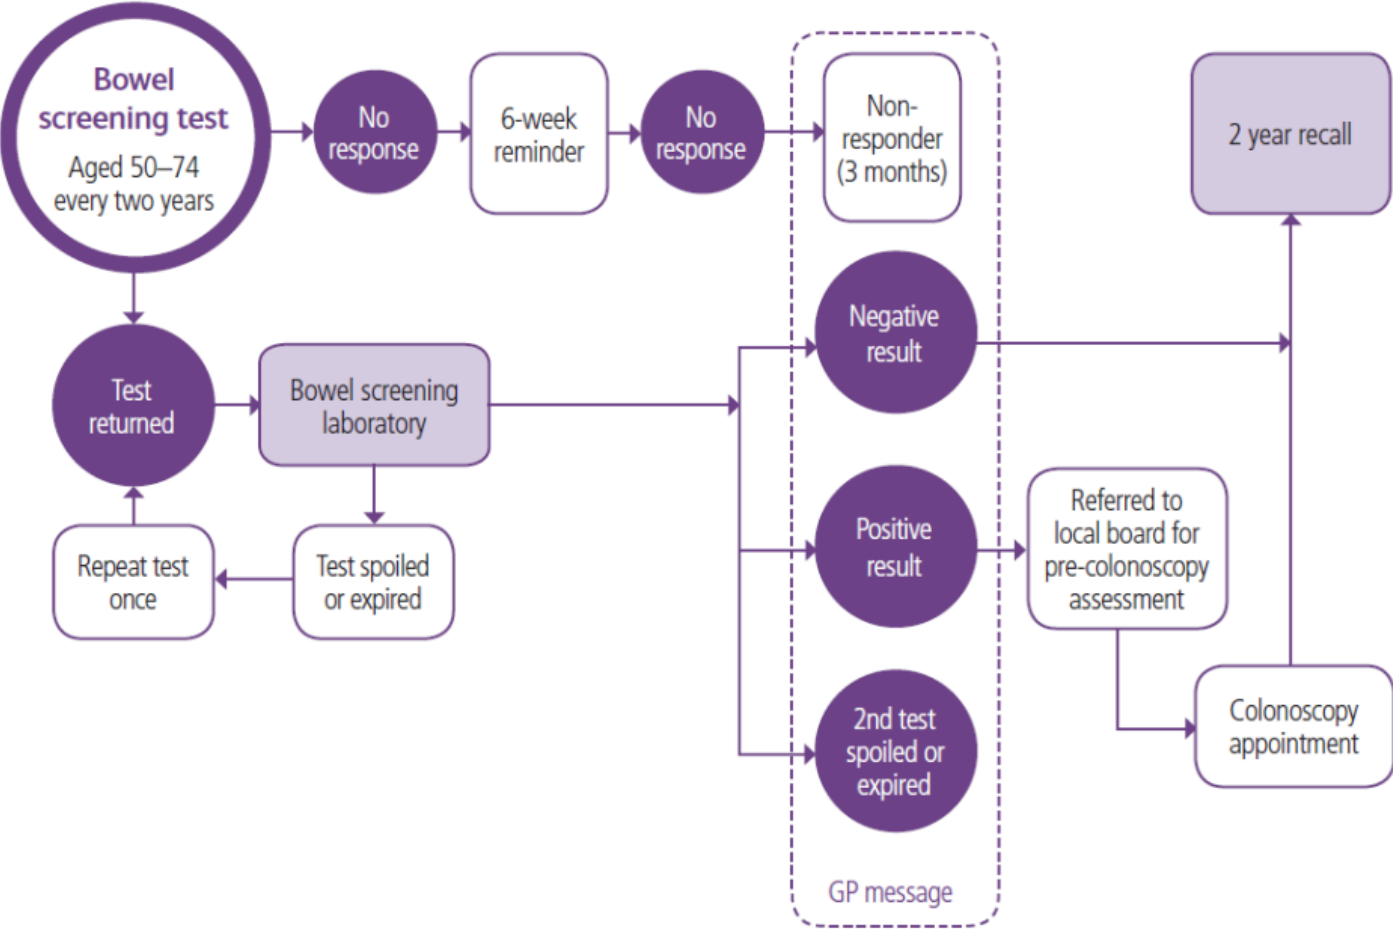 Bowel
screening test
Aged 50–74
every two years
No
response
6-week
reminder
No
response
Non-
responder
(3 months)
2 year recall
Test
returned
Bowel screening
laboratory
Negative
result
Repeat test
once
Test spoiled
or expired
Positive
result
Referred to
local board for
pre-colonoscopy
assessment
2nd test
spoiled or
expired
Colonoscopy
appointment
GP message